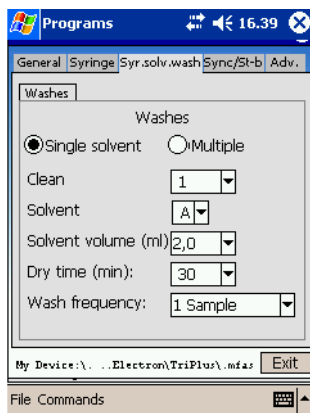 Programs 16.39
General Syringe Syr.solv.wash Sync/St-b Adv.
Washes
Washes
Single solvent Multiple
Clean 1
Solvent A
Solvent volume (ml) 2,0
Dry time (min): 30
Wash frequency: 1 Sample
My Device:\. ..Electron\TriPlus\.mfas Exit
File Commands